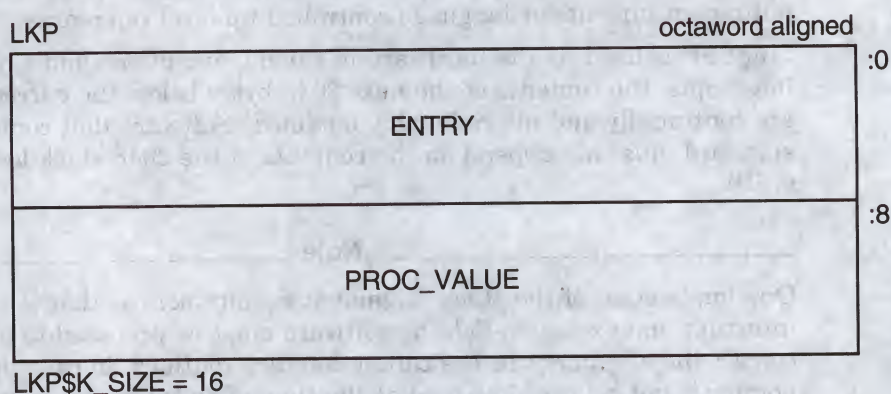 LKP octaword aligned
:0
ENTRY
:8
PROC_VALUE
LKP$K_SIZE = 16